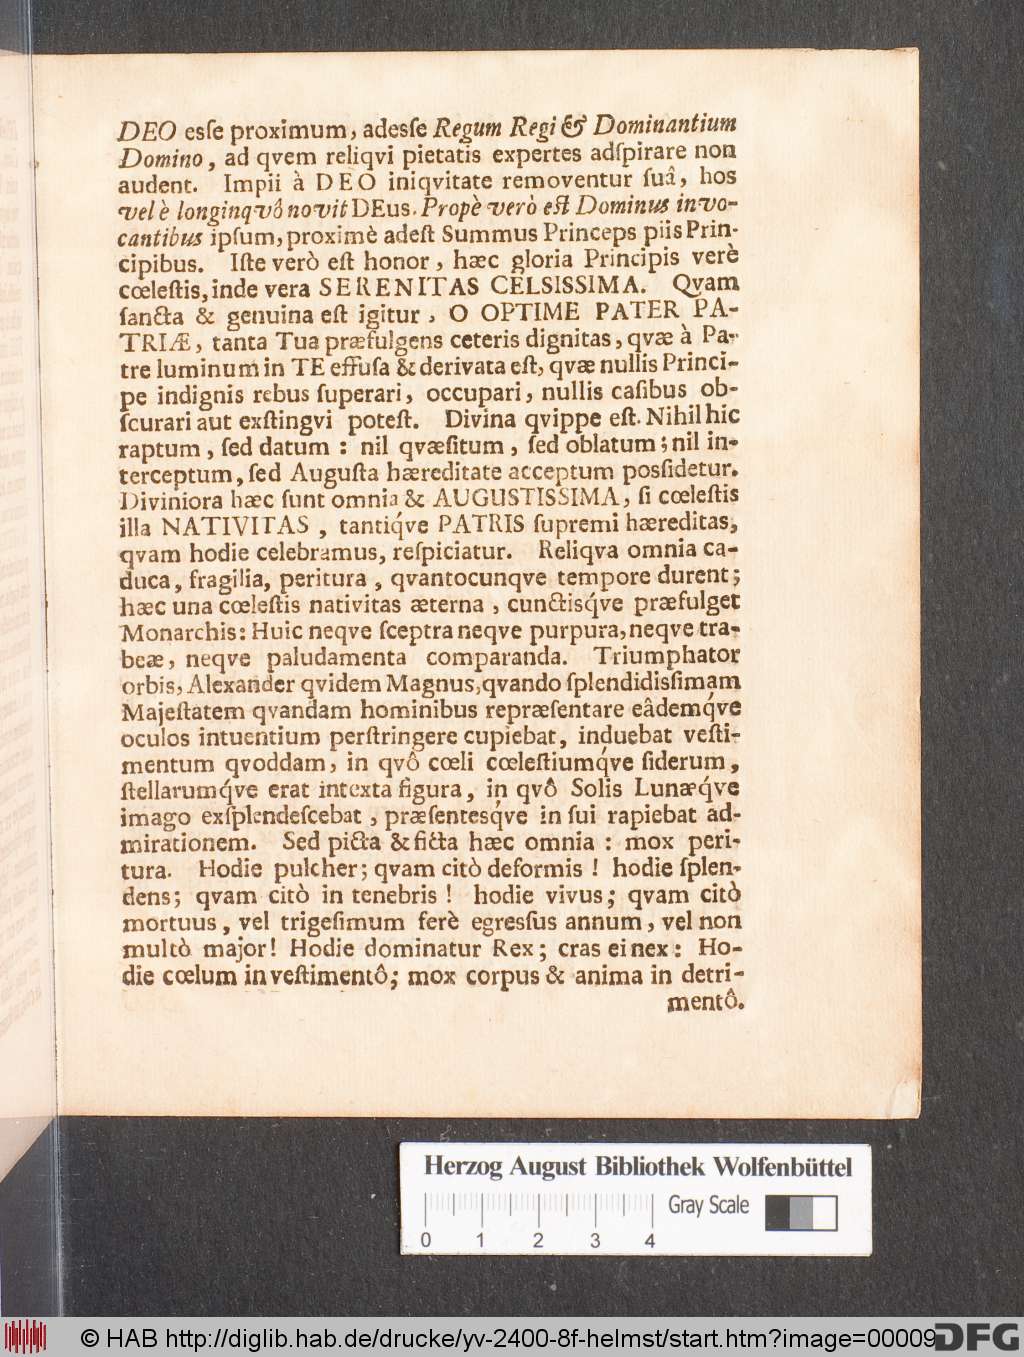 DEO esſe proximum, adesſe Regum Regi & Dominantium
Domino, ad qvem reliqvi pietatis expertes adſpirare non
audent. Impii à DEO iniqvitate removentur ſuâ, hos
vel è longinqvô novit DEus. Propè verò eſt Dominus invo-
cantibus ipſum, proximè adeſt Summus Princeps piis Prin-
cipibus. Iſte verò eſt honor, hæc gloria Principis verè
cœleſtis, inde vera SERENITAS CELSISSIMA. Qvam
ſancta & genuina eſt igitur, O OPTIME PATER PA-
TRIÆ, tanta Tua præfulgens ceteris dignitas, qvæ à Pa-
tre luminum in TE effuſa & derivata eſt, qvæ nullis Princi-
pe indignis rebus ſuperari, occupari, nullis caſibus ob-
ſcurari aut exſtingvi poteſt. Divina qvippe eſt. Nihil hic
raptum, ſed datum: nil qvæſitum, ſed oblatum; nil in-
terceptum, ſed Auguſta hæreditate acceptum posſidetur.
Diviniora hæc ſunt omnia & AUGUSTISSIMA, ſi cœleſtis
illa NATIVITAS, tantiq́ve PATRIS ſupremi hæreditas,
qvam hodie celebramus, reſpiciatur. Reliqva omnia ca-
duca, fragilia, peritura, qvantocunqve tempore durent;
hæc una cœleſtis nativitas æterna, cunctisq́ve præfulget
Monarchis: Huic neqve ſceptra neqve purpura, neqve tra-
beæ, neqve paludamenta comparanda. Triumphator
orbis, Alexander qvidem Magnus, qvando ſplendidisſimam
Majeſtatem qvandam hominibus repræſentare eâdemq́ve
oculos intuentium perſtringere cupiebat, induebat veſti-
mentum qvoddam, in qvô cœli cœleſtiumq́ve ſiderum,
ſtellarumq́ve erat intexta figura, in qvô Solis Lunæq́ve
imago exſplendeſcebat, præſentesq́ve in ſui rapiebat ad-
mirationem. Sed picta & ficta hæc omnia: mox peri-
tura. Hodie pulcher; qvam citò deformis! hodie ſplen-
dens; qvam citò in tenebris! hodie vivus; qvam citò
mortuus, vel trigeſimum ferè egresſus annum, vel non
multò major! Hodie dominatur Rex; cras ei nex: Ho-
die cœlum in veſtimentô; mox corpus & anima in detri-
mentô.
Herzog August Bibliothek Wolfenbüttel
Gray Scale
0 1 2 3 4
© HAB http://diglib.hab.de/drucke/yv-2400-8f-helmst/start.htm?image=00009
DFG